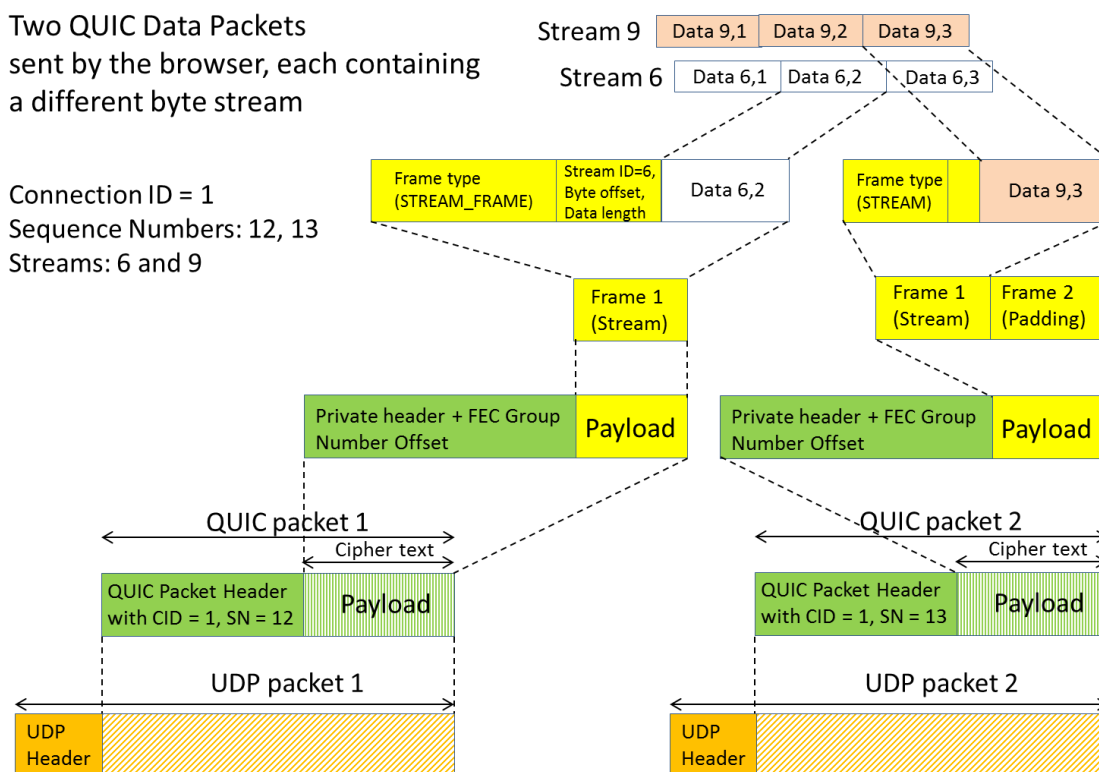 Two QUIC Data Packets
sent by the browser, each containing
a different byte stream
Connection ID = 1
Sequence Numbers: 12, 13
Streams: 6 and 9
Stream 9
Data 9,1
Data 9,2
Data 9,3
Stream 6
Data 6,1
Data 6,2
Data 6,3
Frame type
(STREAM_FRAME)
Stream ID=6,
Byte offset,
Data length
Data 6,2
Frame type
(STREAM)
Data 9,3
Frame 1
(Stream)
Frame 1
(Stream)
Frame 2
(Padding)
Private header + FEC Group
Number Offset
Payload
Private header + FEC Group
Number Offset
Payload
QUIC packet 1
Cipher text
QUIC Packet Header
with CID = 1, SN = 12
Payload
QUIC packet 2
Cipher text
QUIC Packet Header
with CID = 1, SN = 13
Payload
UDP packet 1
UDP
Header
UDP packet 2
UDP
Header